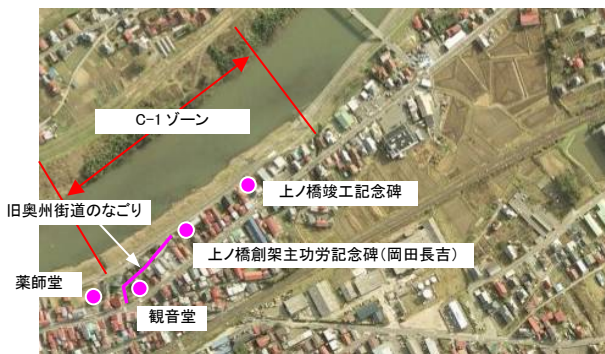 C-1 ゾーン
上ノ橋竣工記念碑
旧奥州街道のなごり
上ノ橋創架主功労記念碑(岡田長吉)
薬師堂
観音堂